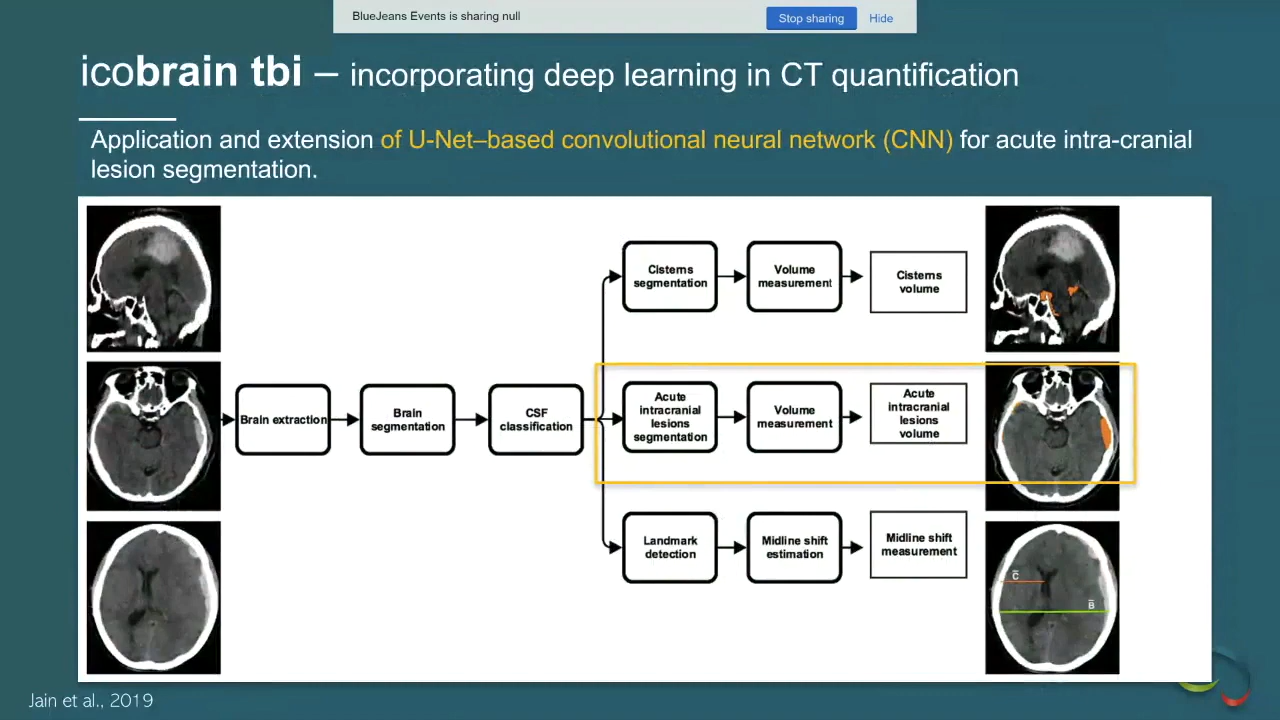 BlueJeans Events is sharing null
Stop sharing
Hide
icobrain tbi – incorporating deep learning in CT quantification
Application and extension of U-Net–based convolutional neural network (CNN) for acute intra-cranial
lesion segmentation.
Cisterns
segmentation
Volume
measurement
Cisterns
volume
Brain extraction
Brain
segmentation
CSF
classification
Acute
intracranial
lesions
segmentation
Volume
measurement
Acute
intracranial
lesions
volume
Landmark
detection
Midline shift
estimation
Midline shift
measurement
C̅
B̅
Jain et al., 2019